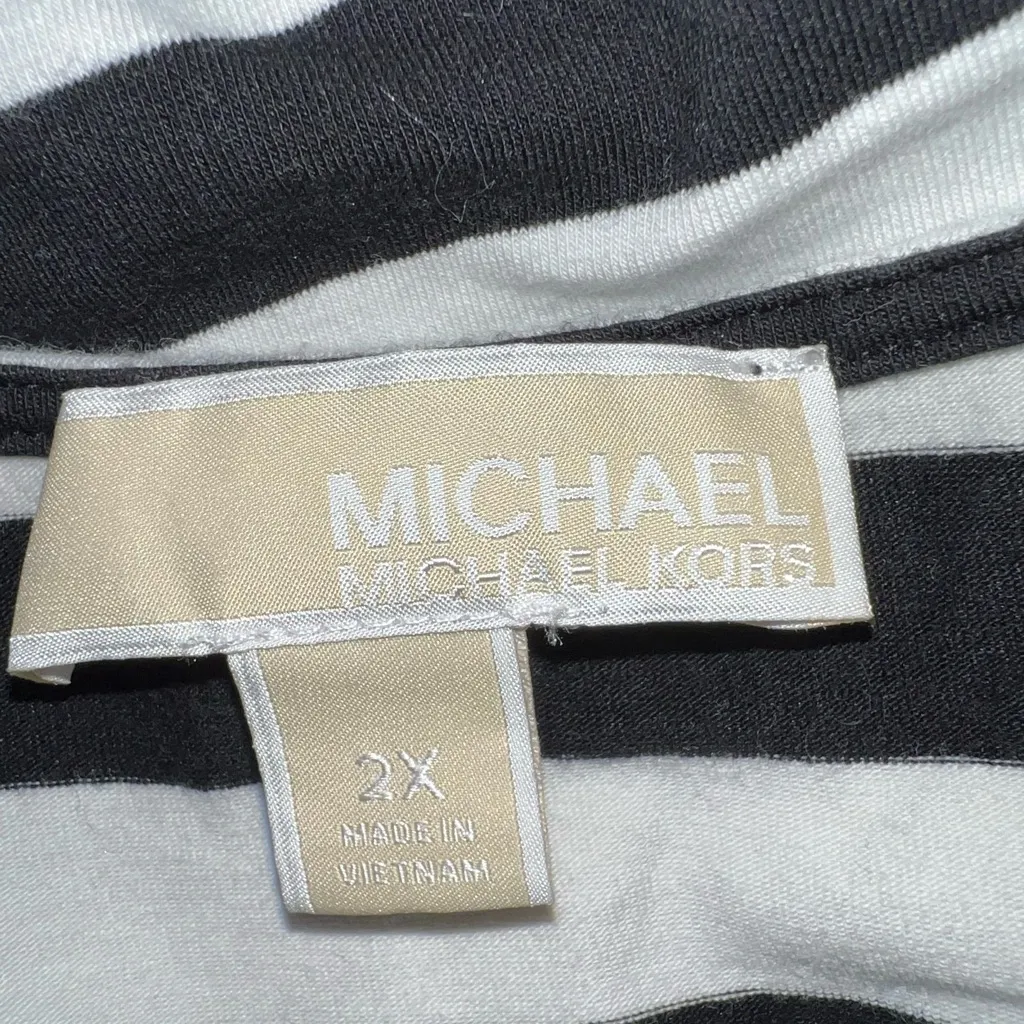 MICHAEL
MICHAEL KORS
2X
MADE IN
VIETNAM